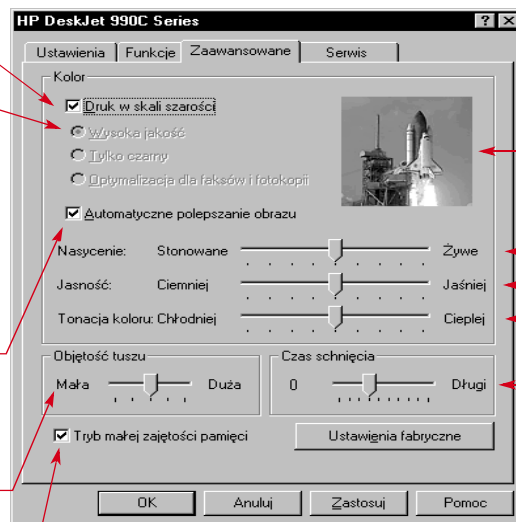 HP DeskJet 990C Series
Ustawienia Funkcje Zaawansowane Serwis
Kolor
Druk w skali szarości
Wysoka jakość
Tylko czarny
Optymalizacja dla faksów i fotokopii
Automatyczne polepszanie obrazu
Nasycenie: Stonowane Żywe
Jasność: Ciemniej Jaśniej
Tonacja koloru: Chłodniej Cieplej
Objętość tuszu Czas schnięcia
Mała Duża 0 Długi
Tryb małej zajętości pamięci Ustawienia fabryczne
OK Anuluj Zastosuj Pomoc